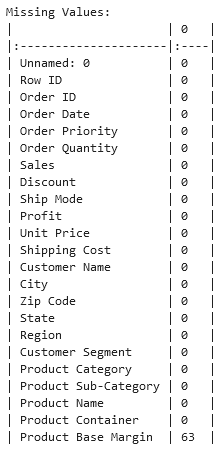 Missing Values:
|                      | 0  |
|:---------------------|:----|
| Unnamed: 0           | 0  |
| Row ID               | 0  |
| Order ID             | 0  |
| Order Date           | 0  |
| Order Priority       | 0  |
| Order Quantity       | 0  |
| Sales                | 0  |
| Discount             | 0  |
| Ship Mode            | 0  |
| Profit               | 0  |
| Unit Price           | 0  |
| Shipping Cost        | 0  |
| Customer Name        | 0  |
| City                 | 0  |
| Zip Code             | 0  |
| State                | 0  |
| Region               | 0  |
| Customer Segment     | 0  |
| Product Category     | 0  |
| Product Sub-Category | 0  |
| Product Name         | 0  |
| Product Container    | 0  |
| Product Base Margin  | 63 |